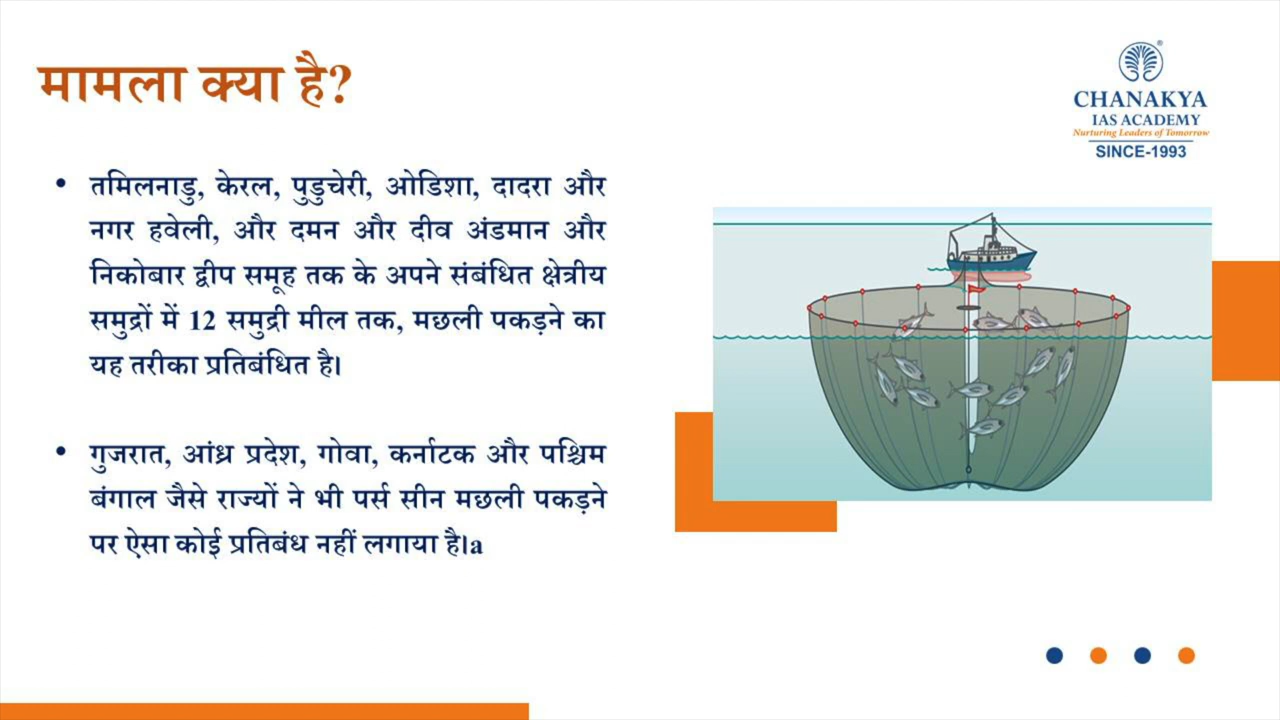 मामला क्या है?
CHANAKYA
IAS ACADEMY
Nurturing Leaders of Tomorrow
SINCE-1993
• तमिलनाडु, केरल, पुडुचेरी, ओडिशा, दादरा और
नगर हवेली, और दमन और दीव अंडमान और
निकोबार द्वीप समूह तक के अपने संबंधित क्षेत्रीय
समुद्रों में 12 समुद्री मील तक, मछली पकड़ने का
यह तरीका प्रतिबंधित है।
• गुजरात, आंध्र प्रदेश, गोवा, कर्नाटक और पश्चिम
बंगाल जैसे राज्यों ने भी पर्स सीन मछली पकड़ने
पर ऐसा कोई प्रतिबंध नहीं लगाया है।a